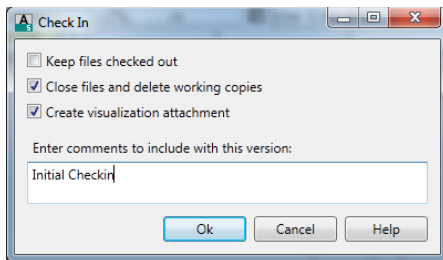 Check In
Keep files checked out
Close files and delete working copies
Create visualization attachment
Enter comments to include with this version:
Initial Checkin
Ok Cancel Help